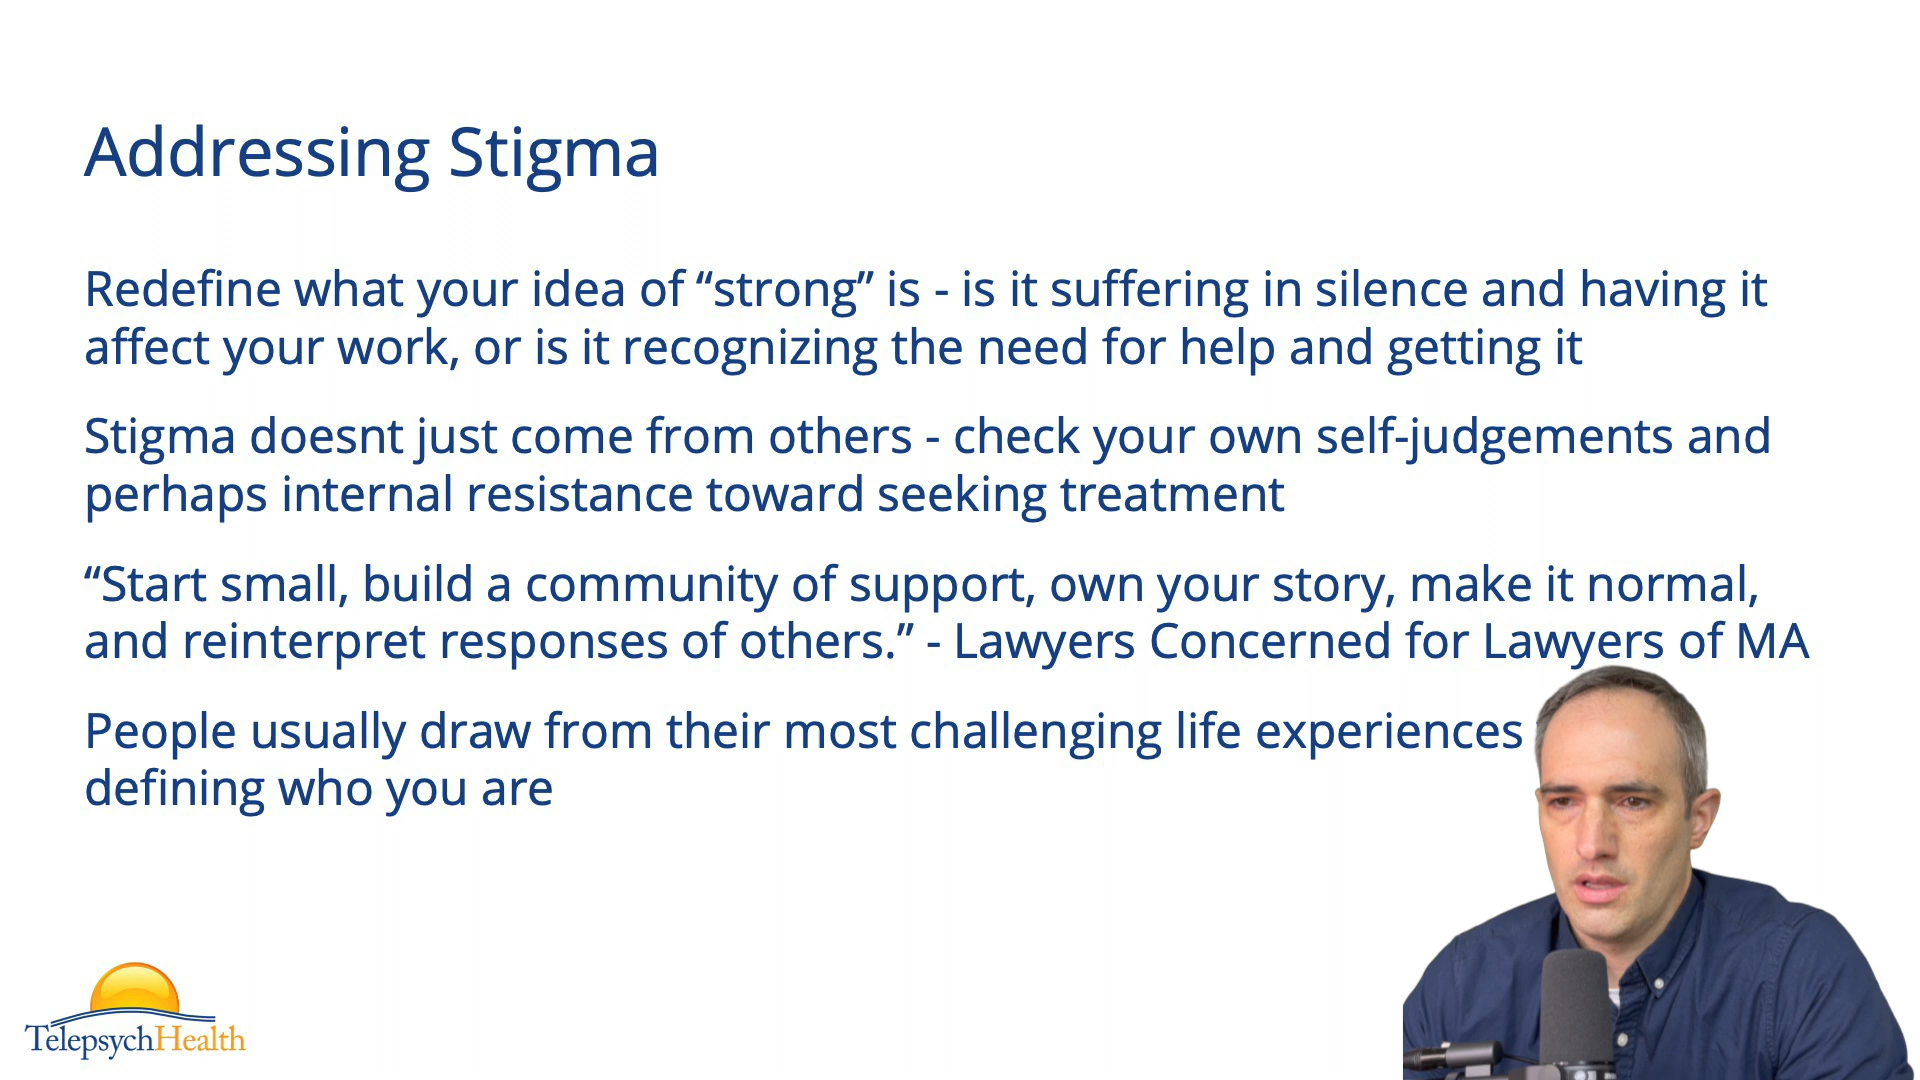 Addressing Stigma
Redefine what your idea of “strong” is - is it suffering in silence and having it
affect your work, or is it recognizing the need for help and getting it
Stigma doesnt just come from others - check your own self-judgements and
perhaps internal resistance toward seeking treatment
“Start small, build a community of support, own your story, make it normal,
and reinterpret responses of others.” - Lawyers Concerned for Lawyers of MA
People usually draw from their most challenging life experiences
defining who you are
TelepsychHealth